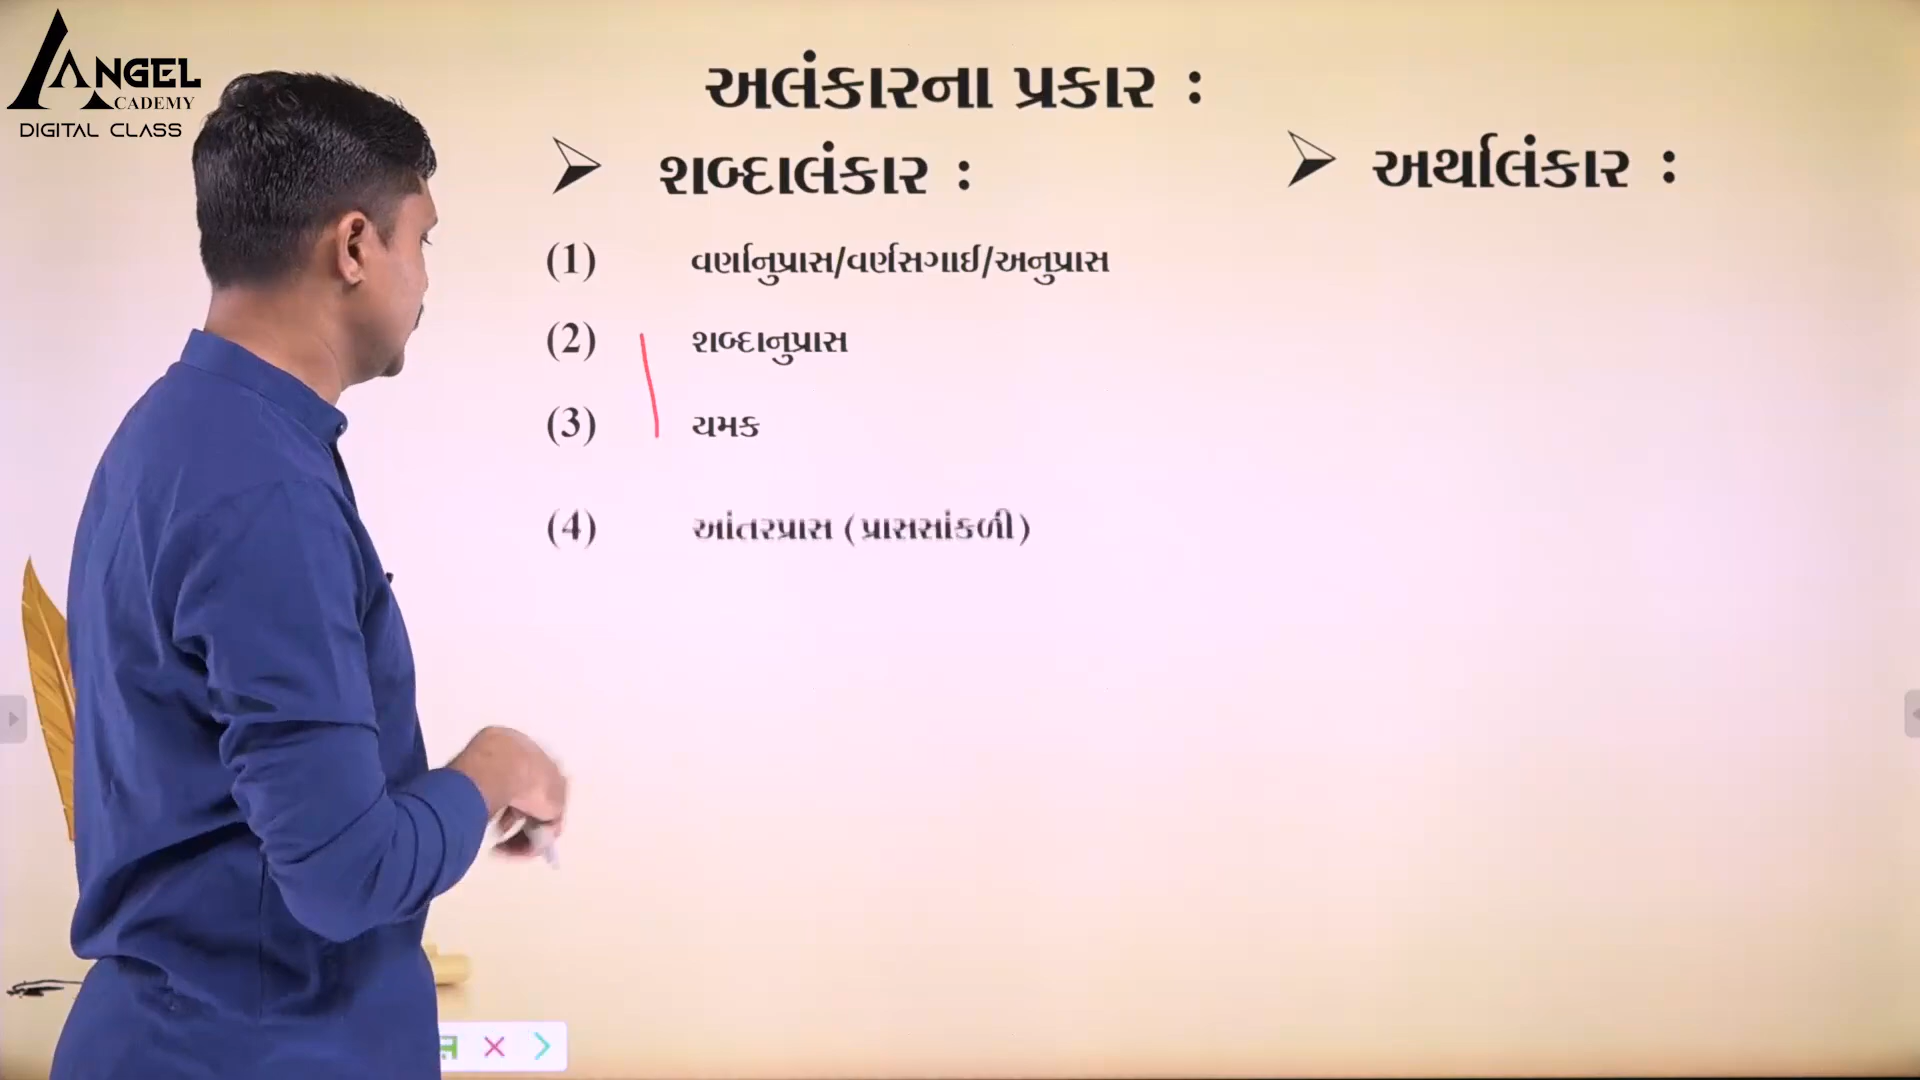 ANGEL
ACADEMY
DIGITAL CLASS
અલંકારના પ્રકાર :
➢ શબ્દાલંકાર :
➢ અર્થાલંકાર :
(1) વર્ણાનુપ્રાસ/વર્ણસગાઈ/અનુપ્રાસ
(2) શબ્દાનુપ્રાસ
(3) યમક
(4) આંતરપ્રાસ (પ્રાસસાંકળી)